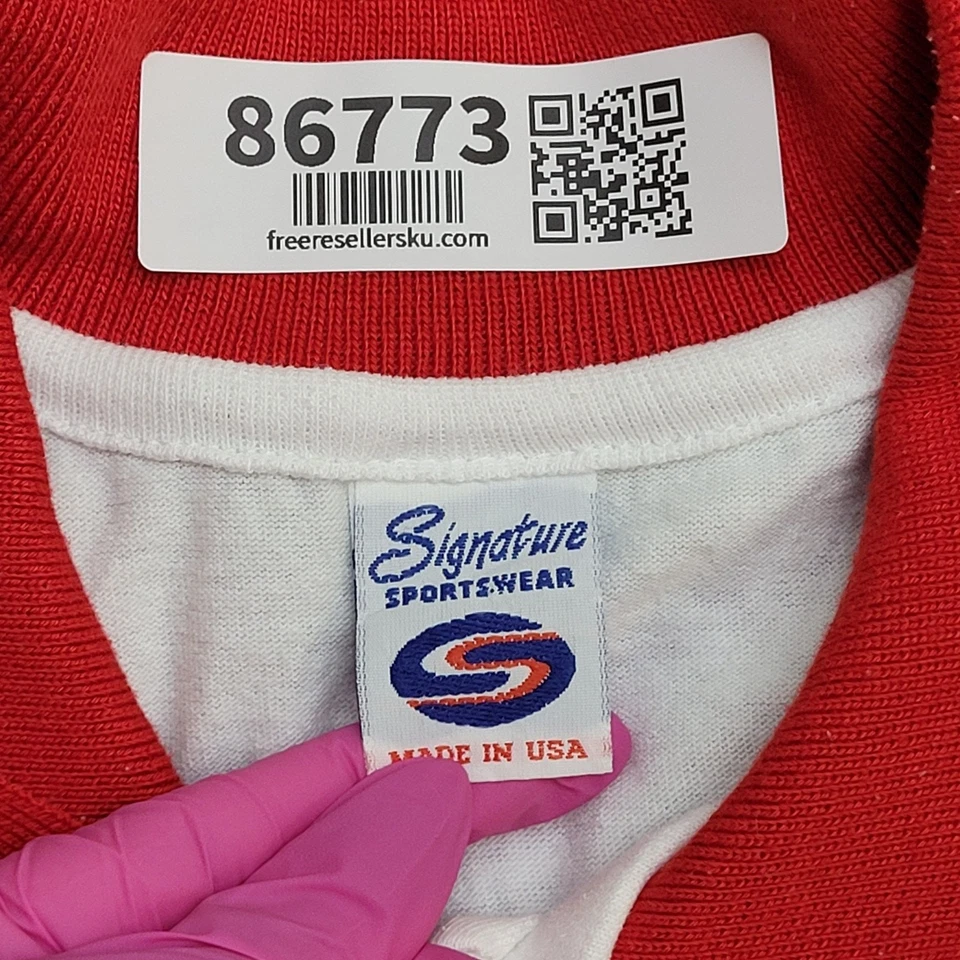 86773
freeresellersku.com
Signature
SPORTSWEAR
MADE IN USA